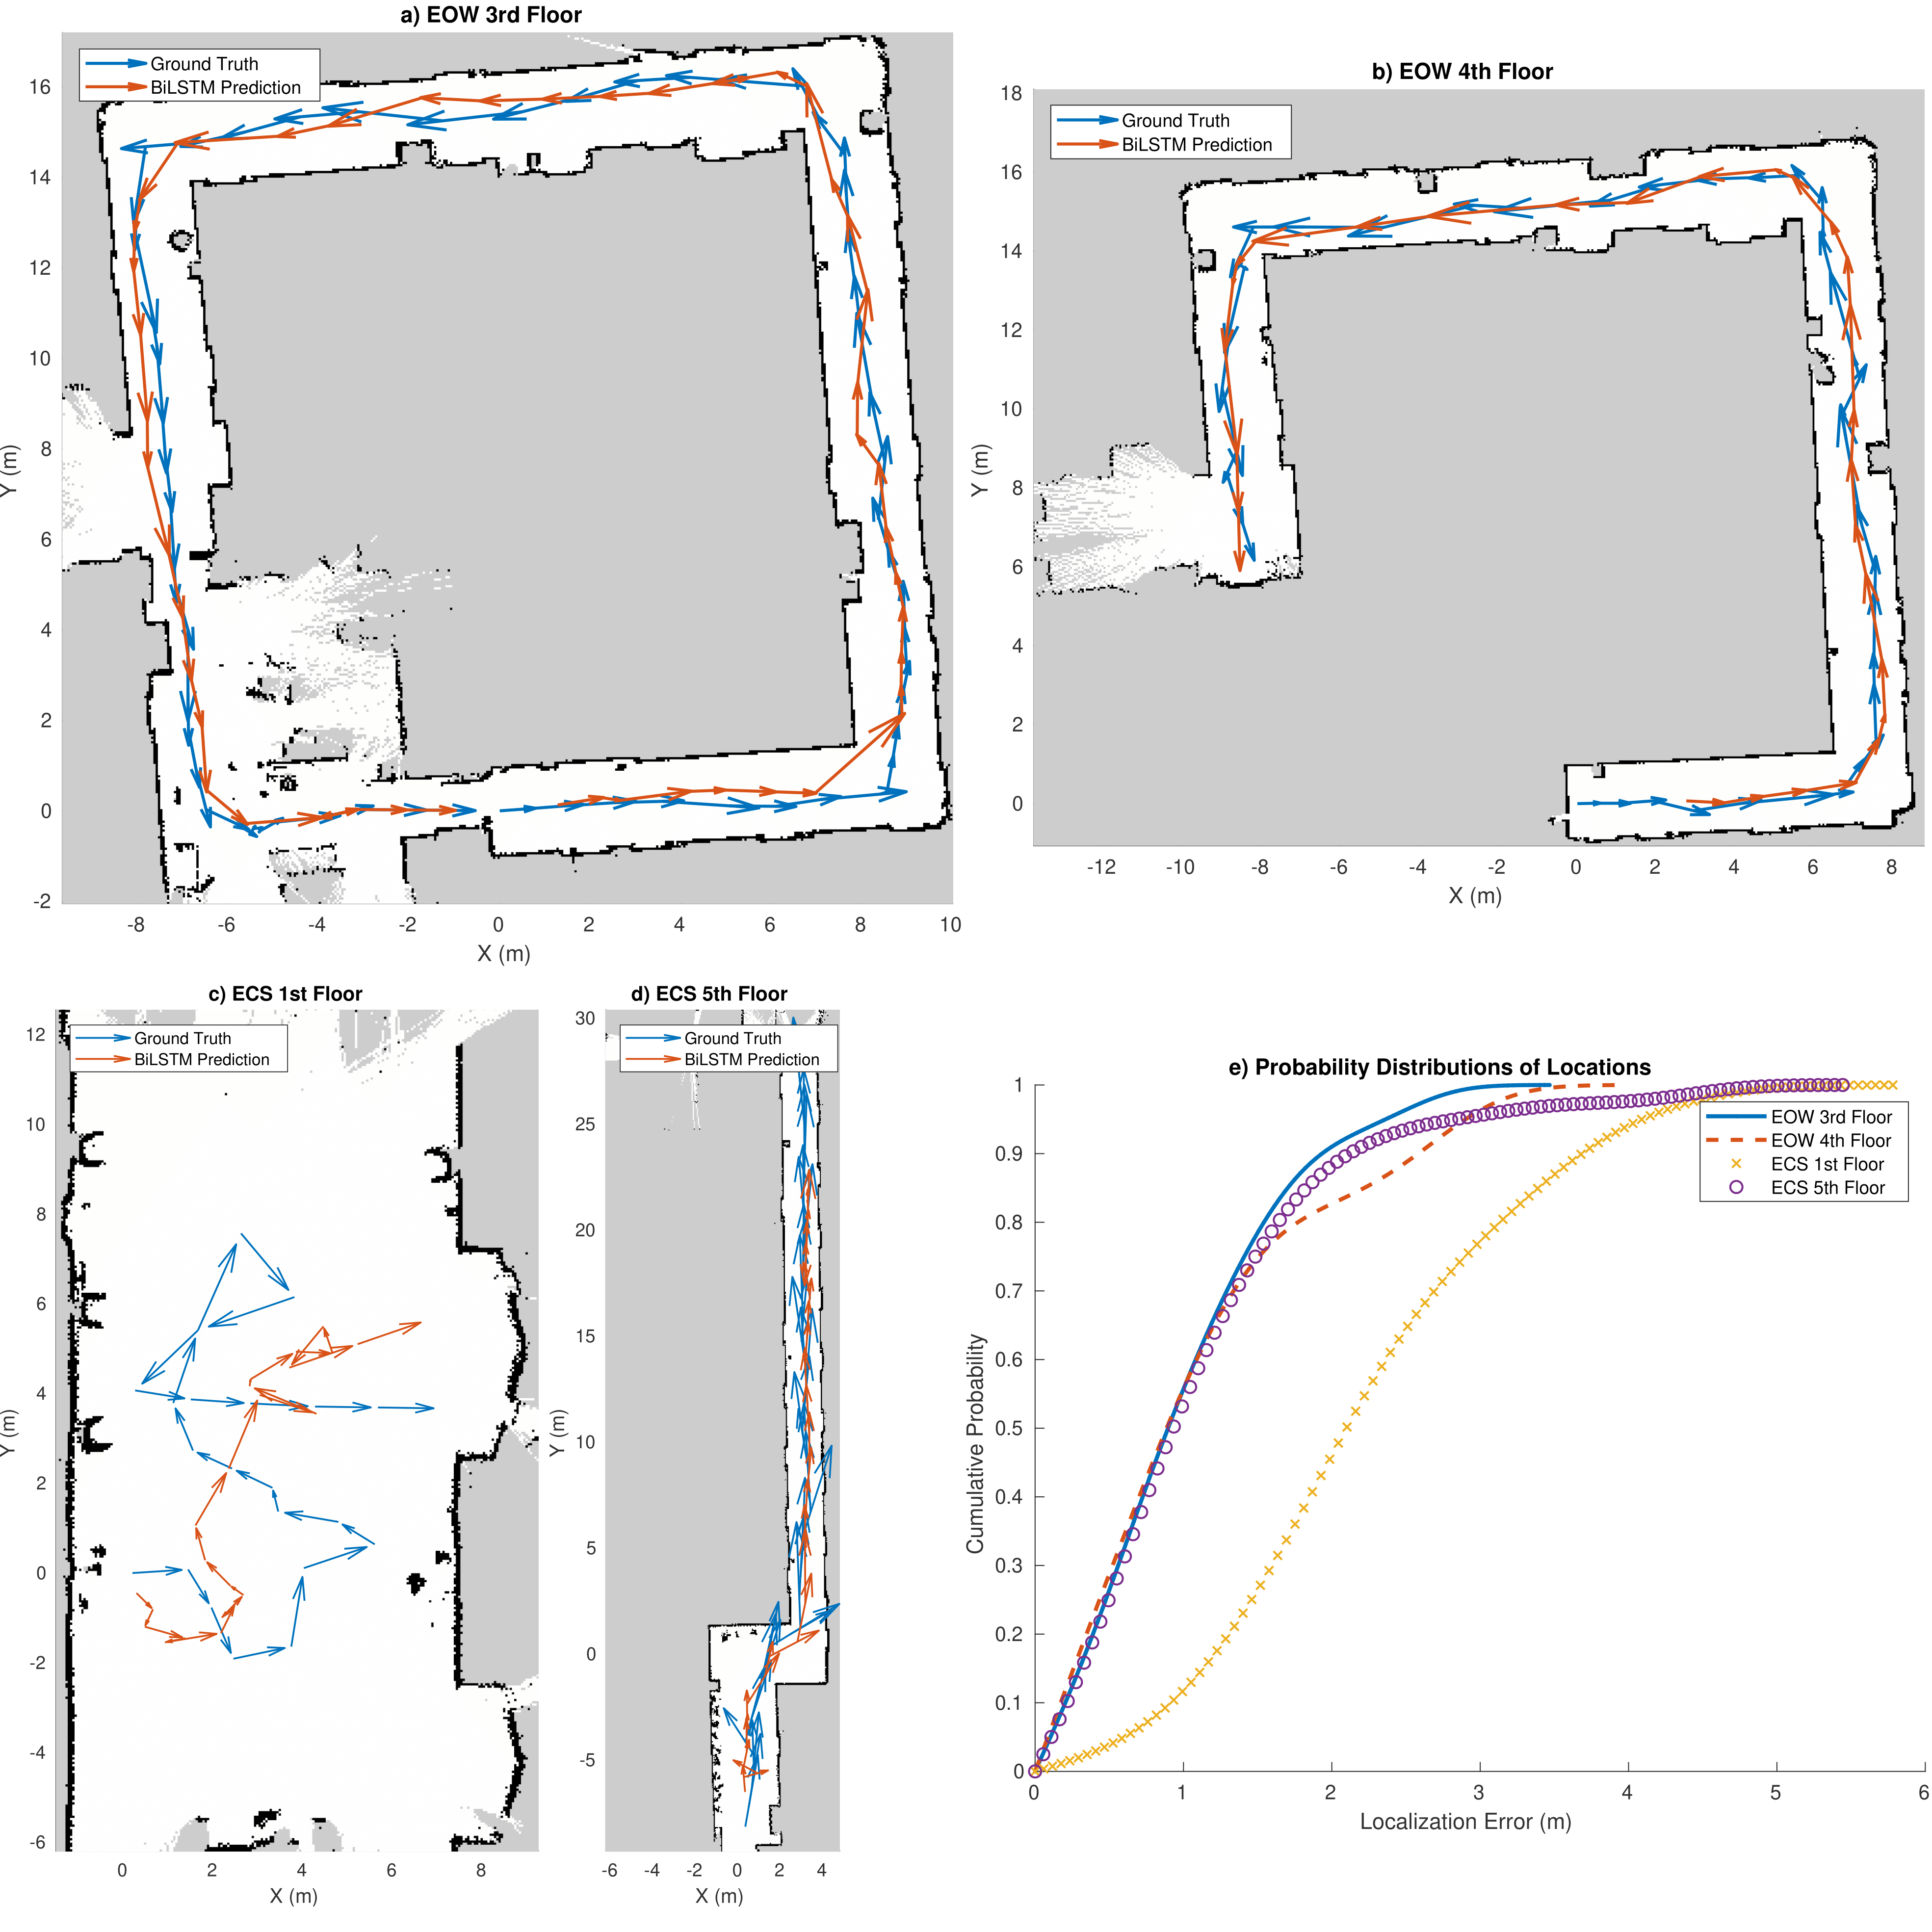 a) EOW 3rd Floor
Ground Truth
BiLSTM Prediction
16
14
12
10
8
6
4
2
0
-2
Y (m)
-8 -6 -4 -2 0 2 4 6 8 10
X (m)
b) EOW 4th Floor
Ground Truth
BiLSTM Prediction
18
16
14
12
10
8
6
4
2
0
Y (m)
-12 -10 -8 -6 -4 -2 0 2 4 6 8
X (m)
c) ECS 1st Floor
Ground Truth
BiLSTM Prediction
12
10
8
6
4
2
0
-2
-4
-6
Y (m)
0 2 4 6 8
X (m)
d) ECS 5th Floor
Ground Truth
BiLSTM Prediction
30
25
20
15
10
5
0
-5
Y (m)
-6 -4 -2 0 2 4
X (m)
e) Probability Distributions of Locations
EOW 3rd Floor
EOW 4th Floor
ECS 1st Floor
ECS 5th Floor
1
0.9
0.8
0.7
0.6
0.5
0.4
0.3
0.2
0.1
0
Cumulative Probability
0 1 2 3 4 5 6
Localization Error (m)